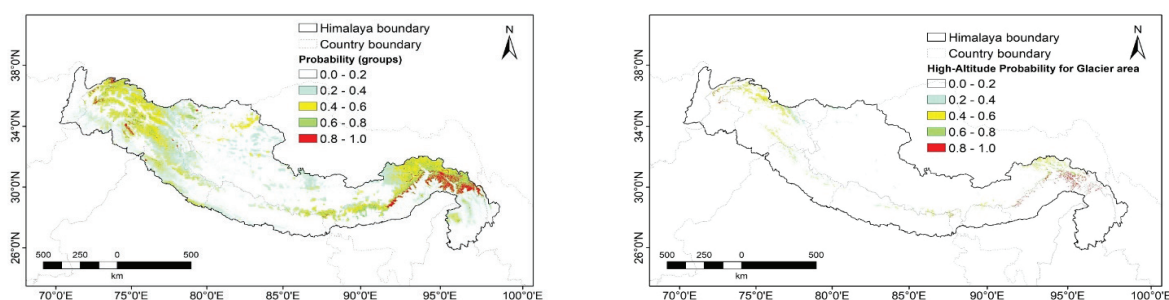 Himalaya boundary
Country boundary
Probability (groups)
0.0 - 0.2
0.2 - 0.4
0.4 - 0.6
0.6 - 0.8
0.8 - 1.0
N
38°0'N
34°0'N
30°0'N
26°0'N
500 250 0 500
km
70°0'E 75°0'E 80°0'E 85°0'E 90°0'E 95°0'E 100°0'E
Himalaya boundary
Country boundary
High-Altitude Probability for Glacier area
0.0 - 0.2
0.2 - 0.4
0.4 - 0.6
0.6 - 0.8
0.8 - 1.0
N
38°0'N
34°0'N
30°0'N
26°0'N
500 250 0 500
km
70°0'E 75°0'E 80°0'E 85°0'E 90°0'E 95°0'E 100°0'E